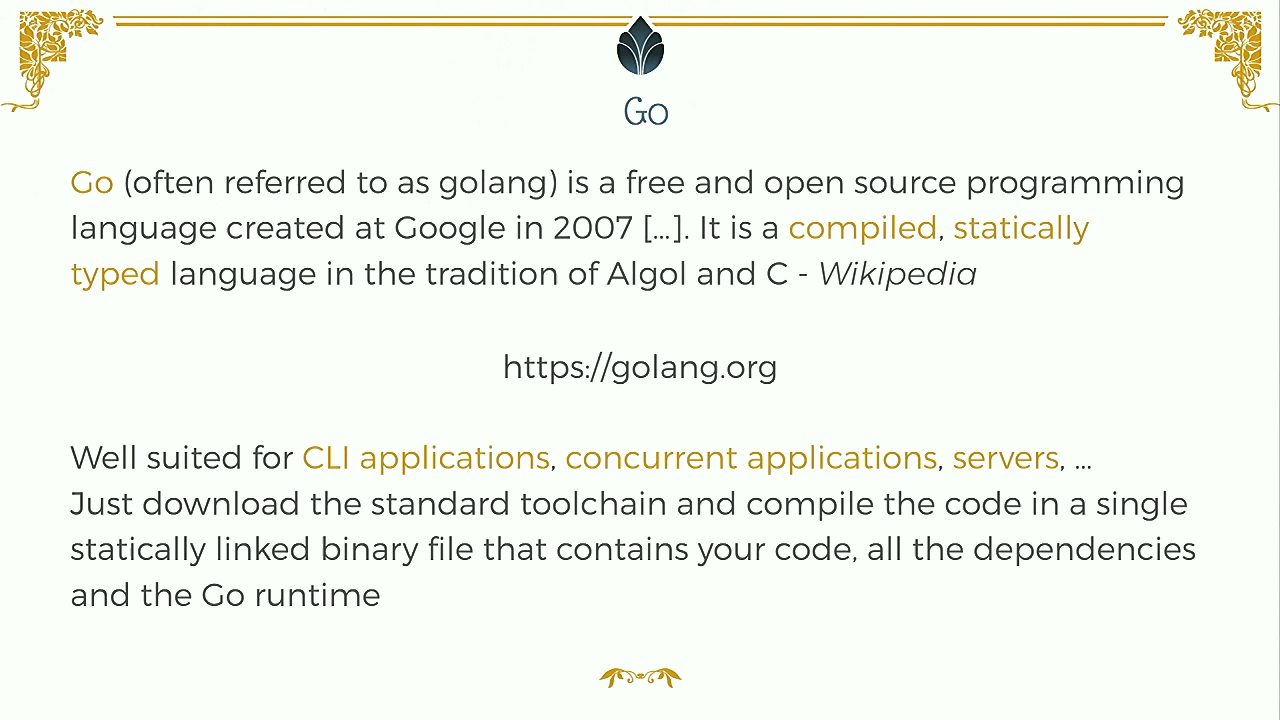 Go
Go (often referred to as golang) is a free and open source programming
language created at Google in 2007 [...]. It is a compiled, statically
typed language in the tradition of Algol and C - Wikipedia
https://golang.org
Well suited for CLI applications, concurrent applications, servers, ...
Just download the standard toolchain and compile the code in a single
statically linked binary file that contains your code, all the dependencies
and the Go runtime